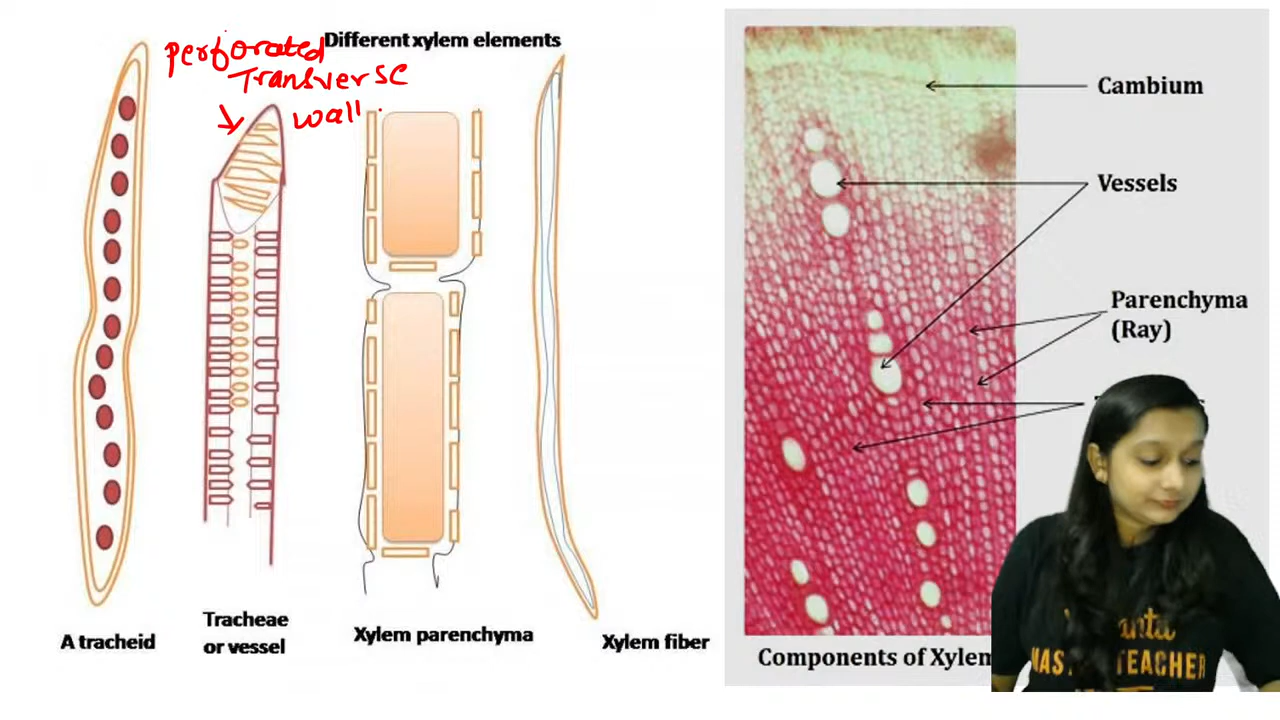 Different xylem elements
perforated
Transverse
wall
A tracheid
Tracheae
or vessel
Xylem parenchyma
Xylem fiber
Cambium
Vessels
Parenchyma
(Ray)
Components of Xylem
TEACHER